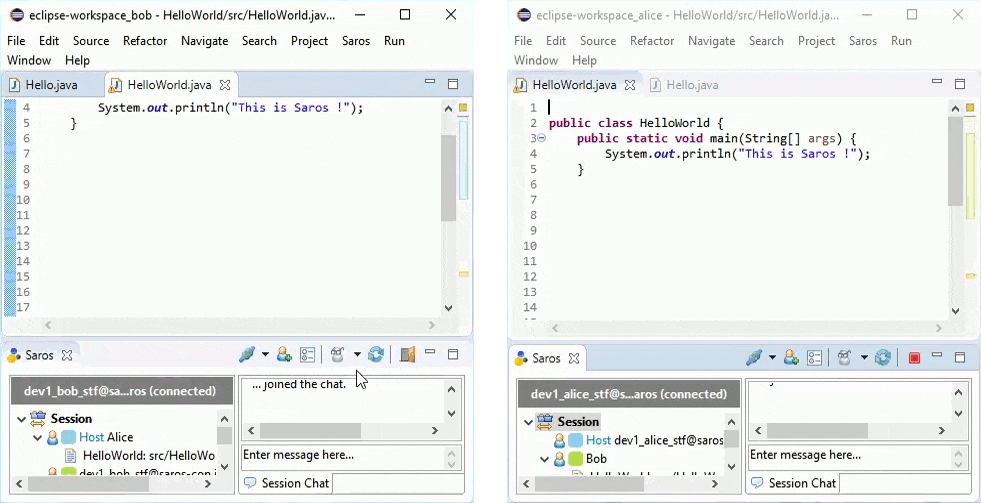 eclipse-workspace_bob - HelloWorld/src/HelloWorld.jav...
File Edit Source Refactor Navigate Search Project Saros Run
Window Help
Hello.java HelloWorld.java
4 System.out.println("This is Saros !");
5 }
6
7
8
9
10
11
12
13
14
15
16
17
Saros
dev1_bob_stf@sa...ros (connected)
Session
Host Alice
HelloWorld: src/HelloWo
dev1_bob_stf@saros-con.i
... joined the chat.
Enter message here...
Session Chat
eclipse-workspace_alice - HelloWorld/src/HelloWorld.ja...
File Edit Source Refactor Navigate Search Project Saros Run
Window Help
HelloWorld.java Hello.java
1
2 public class HelloWorld {
3 public static void main(String[] args) {
4 System.out.println("This is Saros !");
5 }
6
7
8
9
10
11
12
13
14
Saros
dev1_alice_stf@s...aros (connected)
Session
Host dev1_alice_stf@saros
Bob
Enter message here...
Session Chat